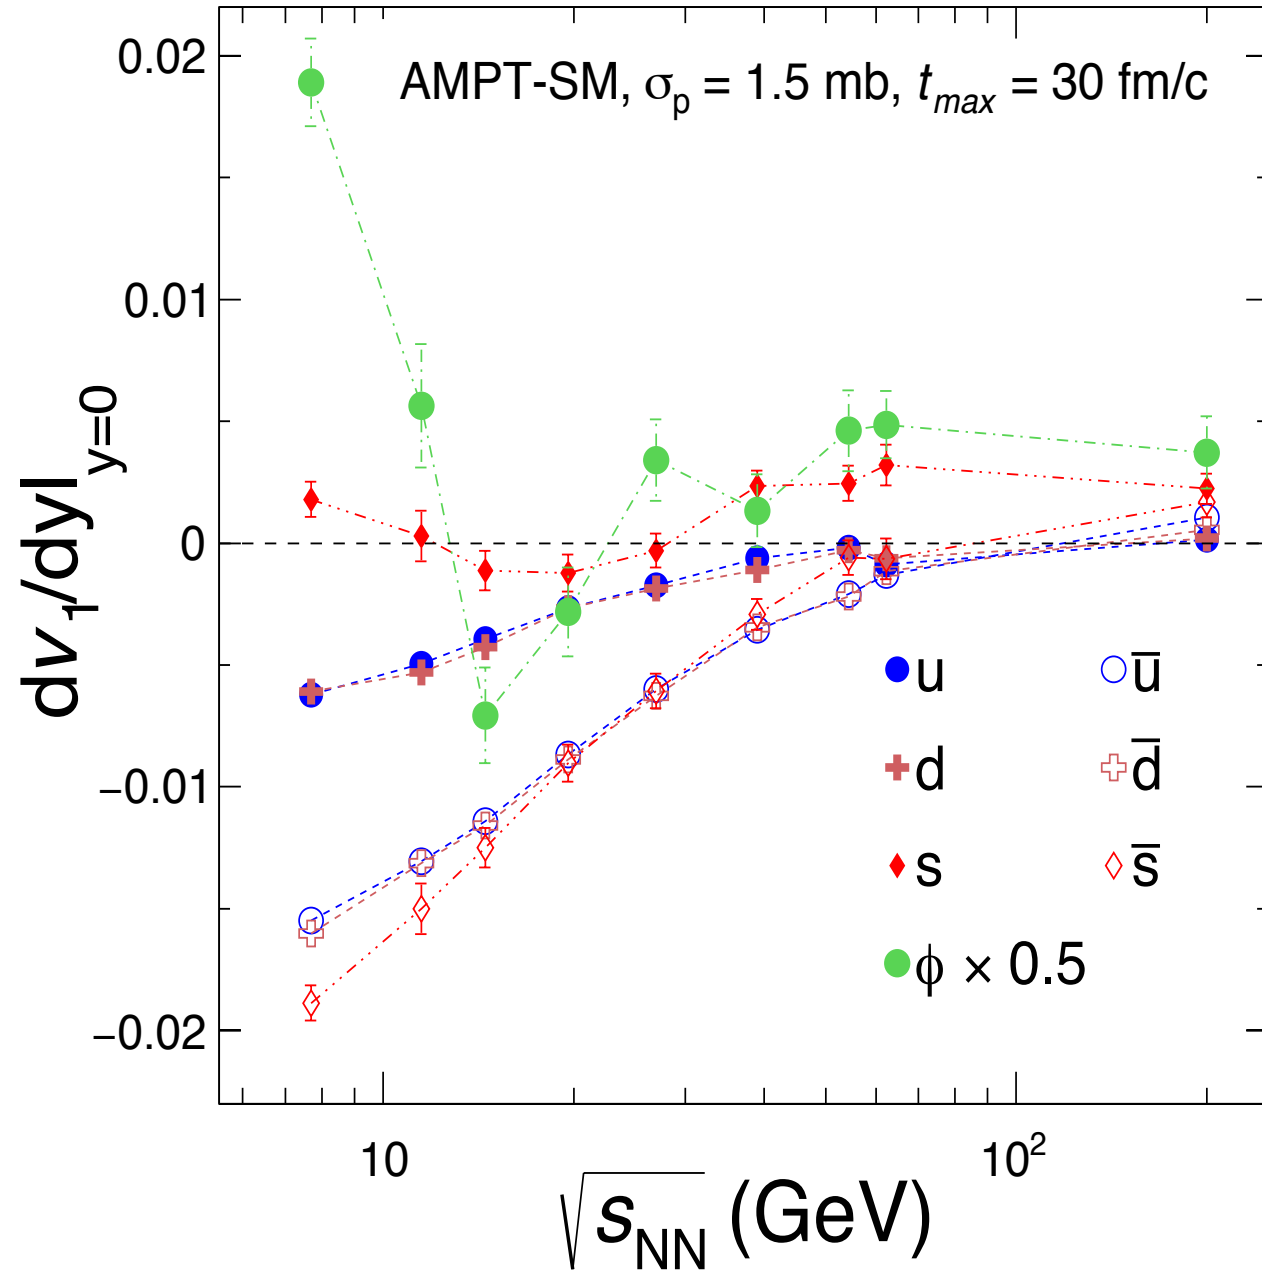 AMPT-SM, σp = 1.5 mb, tmax = 30 fm/c
0.02
0.01
0
−0.01
−0.02
dv1/dy|y=0
u
u̅
d
d̅
s
s̅
ϕ × 0.5
10
10²
√sNN (GeV)